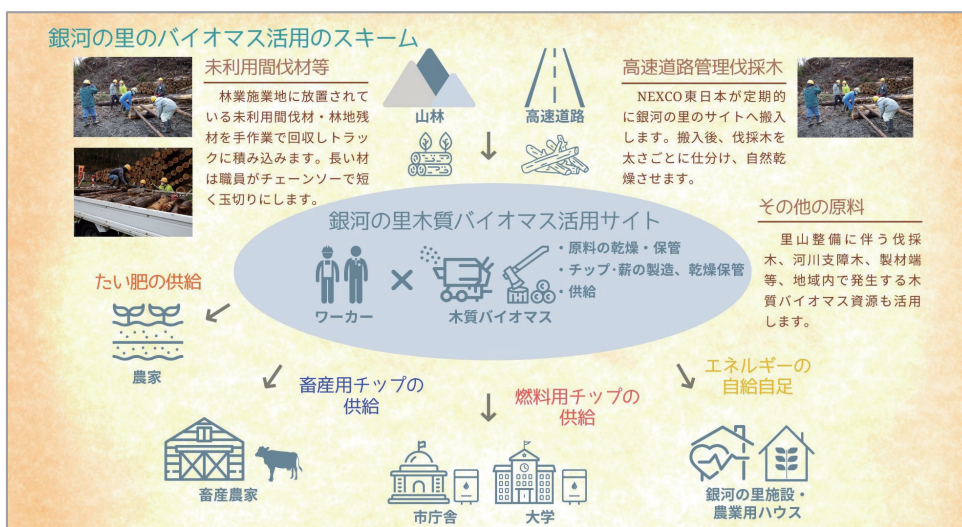 銀河の里のバイオマス活用のスキーム
未利用間伐材等
林業施業地に放置されて
いる未利用間伐材・林地残
材を手作業で回収しトラッ
クに積み込みます。長い材
は職員がチェーンソーで短
く玉切りにします。
山林
高速道路
高速道路管理伐採木
NEXCO東日本が定期的
に銀河の里のサイトへ搬入
します。搬入後、伐採木を
太さごとに仕分け、自然乾
燥させます。
銀河の里木質バイオマス活用サイト
ワーカー
木質バイオマス
・原料の乾燥・保管
・チップ・薪の製造、乾燥保管
・供給
その他の原料
里山整備に伴う伐採
木、河川支障木、製材端
等、地域内で発生する木
質バイオマス資源も活用
します。
たい肥の供給
農家
畜産用チップの
供給
畜産農家
燃料用チップの
供給
市庁舎
大学
エネルギーの
自給自足
銀河の里施設・
農業用ハウス